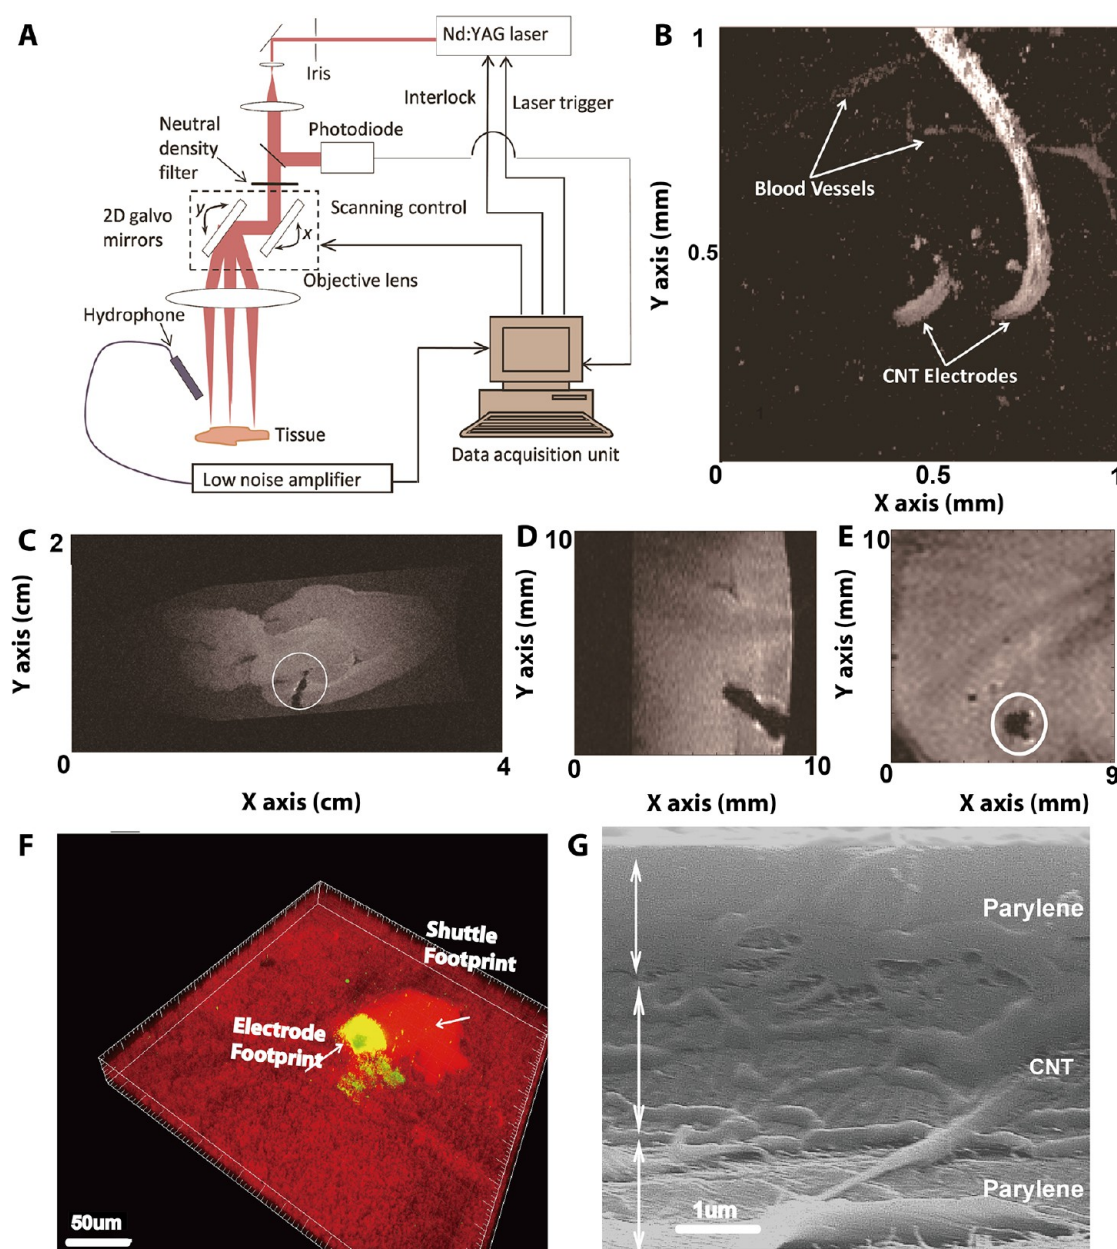 A
Nd:YAG laser
Iris
Interlock
Laser trigger
Neutral
density
filter
Photodiode
2D galvo
mirrors
y
x
Scanning control
Objective lens
Hydrophone
Tissue
Data acquisition unit
Low noise amplifier
B
1
Y axis (mm)
0.5
Blood Vessels
CNT Electrodes
1
0
0.5
1
X axis (mm)
C
2
Y axis (cm)
0
4
X axis (cm)
D
10
Y axis (mm)
0
10
X axis (mm)
E
10
Y axis (mm)
0
9
X axis (mm)
F
Shuttle
Footprint
Electrode
Footprint
50um
G
Parylene
CNT
Parylene
1um